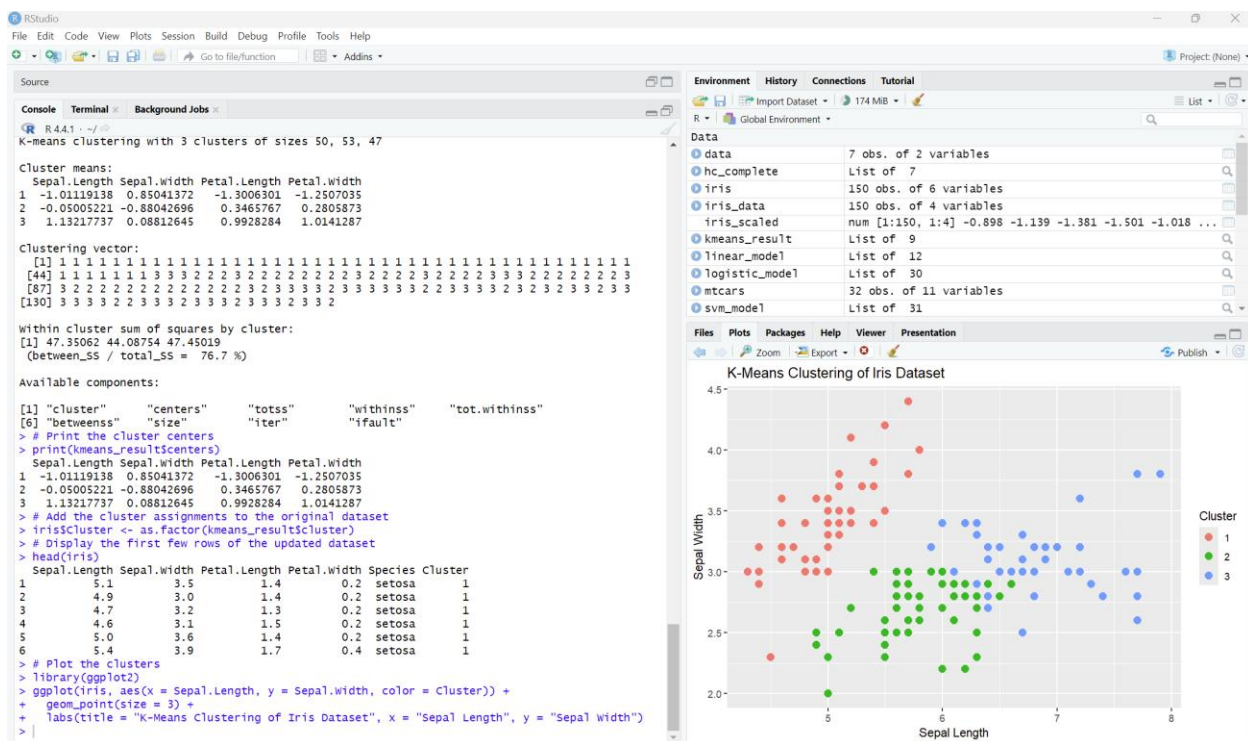 RStudio
File Edit Code View Plots Session Build Debug Profile Tools Help
Go to file/function Addins Project: (None)
Source
Console Terminal Background Jobs
R 4.4.1 · ~/
K-means clustering with 3 clusters of sizes 50, 53, 47
Cluster means:
Sepal.Length Sepal.Width Petal.Length Petal.Width
1 -1.01119138 0.85041372 -1.3006301 -1.2507035
2 -0.05005221 -0.88042696 0.3465767 0.2805873
3 1.13217737 0.08812645 0.9928284 1.0141287
Clustering vector:
[1] 1 1 1 1 1 1 1 1 1 1 1 1 1 1 1 1 1 1 1 1 1 1 1 1 1 1 1 1 1 1 1 1 1 1 1 1 1 1 1 1 1 1 1
[44] 1 1 1 1 1 1 1 3 3 3 2 2 2 3 2 2 2 2 2 2 2 2 3 2 2 2 2 3 2 2 2 2 3 3 3 2 2 2 2 2 2 2 3
[87] 3 2 2 2 2 2 2 2 2 2 2 2 2 2 3 2 3 3 3 3 2 3 3 3 3 3 3 2 2 3 3 3 3 2 3 2 3 2 3 3 2 3 3
[130] 3 3 3 3 2 2 3 3 3 2 3 3 3 2 3 3 3 2 3 3 2
Within cluster sum of squares by cluster:
[1] 47.35062 44.08754 47.45019
(between_SS / total_SS = 76.7 %)
Available components:
[1] "cluster" "centers" "totss" "withinss" "tot.withinss"
[6] "betweenss" "size" "iter" "ifault"
> # Print the cluster centers
> print(kmeans_result$centers)
Sepal.Length Sepal.Width Petal.Length Petal.Width
1 -1.01119138 0.85041372 -1.3006301 -1.2507035
2 -0.05005221 -0.88042696 0.3465767 0.2805873
3 1.13217737 0.08812645 0.9928284 1.0141287
> # Add the cluster assignments to the original dataset
> iris$Cluster <- as.factor(kmeans_result$cluster)
> # Display the first few rows of the updated dataset
> head(iris)
Sepal.Length Sepal.Width Petal.Length Petal.Width Species Cluster
1 5.1 3.5 1.4 0.2 setosa 1
2 4.9 3.0 1.4 0.2 setosa 1
3 4.7 3.2 1.3 0.2 setosa 1
4 4.6 3.1 1.5 0.2 setosa 1
5 5.0 3.6 1.4 0.2 setosa 1
6 5.4 3.9 1.7 0.4 setosa 1
> # Plot the clusters
> library(ggplot2)
> ggplot(iris, aes(x = Sepal.Length, y = Sepal.Width, color = Cluster)) +
+ geom_point(size = 3) +
+ labs(title = "K-Means Clustering of Iris Dataset", x = "Sepal Length", y = "Sepal Width")
>
Environment History Connections Tutorial
Import Dataset 174 MiB List
R Global Environment
Data
data 7 obs. of 2 variables
hc_complete List of 7
iris 150 obs. of 6 variables
iris_data 150 obs. of 4 variables
iris_scaled num [1:150, 1:4] -0.898 -1.139 -1.381 -1.501 -1.018 ...
kmeans_result List of 9
linear_model List of 12
logistic_model List of 30
mtcars 32 obs. of 11 variables
svm_model List of 31
Files Plots Packages Help Viewer Presentation
Zoom Export Publish
K-Means Clustering of Iris Dataset
4.5
4.0
3.5
3.0
2.5
2.0
Sepal Width
5 6 7 8
Sepal Length
Cluster
1
2
3